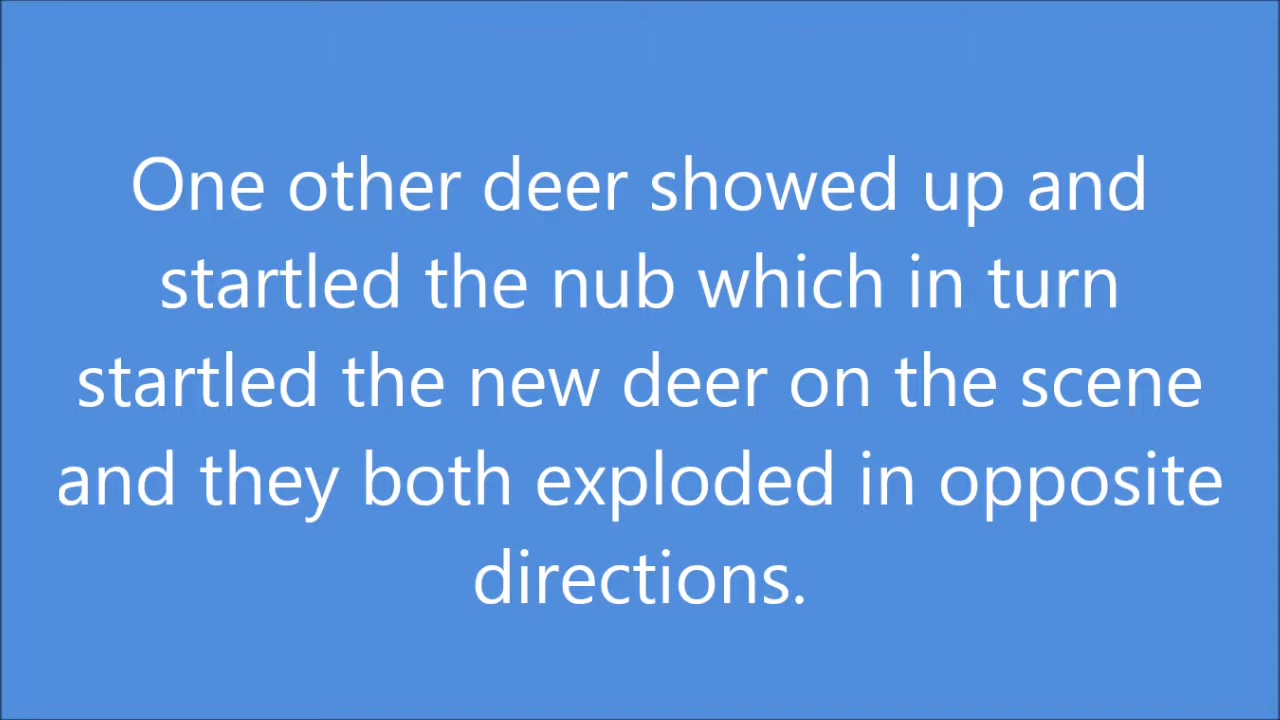 One other deer showed up and
startled the nub which in turn
startled the new deer on the scene
and they both exploded in opposite
directions.